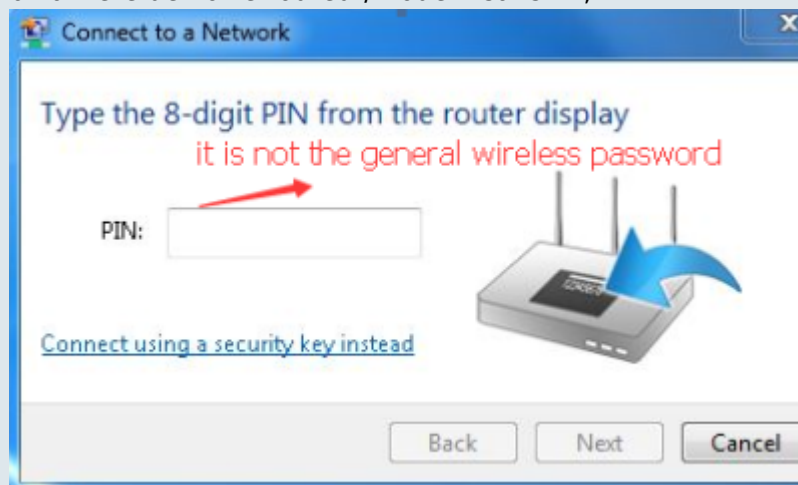 Connect to a Network
Type the 8-digit PIN from the router display
it is not the general wireless password
PIN:
12345670
Connect using a security key instead
Back Next Cancel